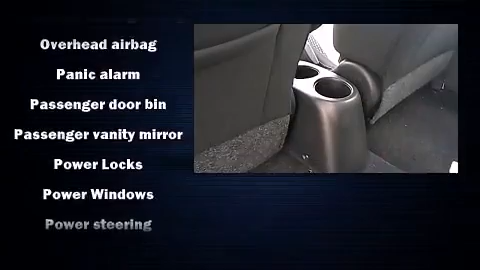 Overhead airbag
Panic alarm
Passenger door bin
Passenger vanity mirror
Power Locks
Power Windows
Power steering